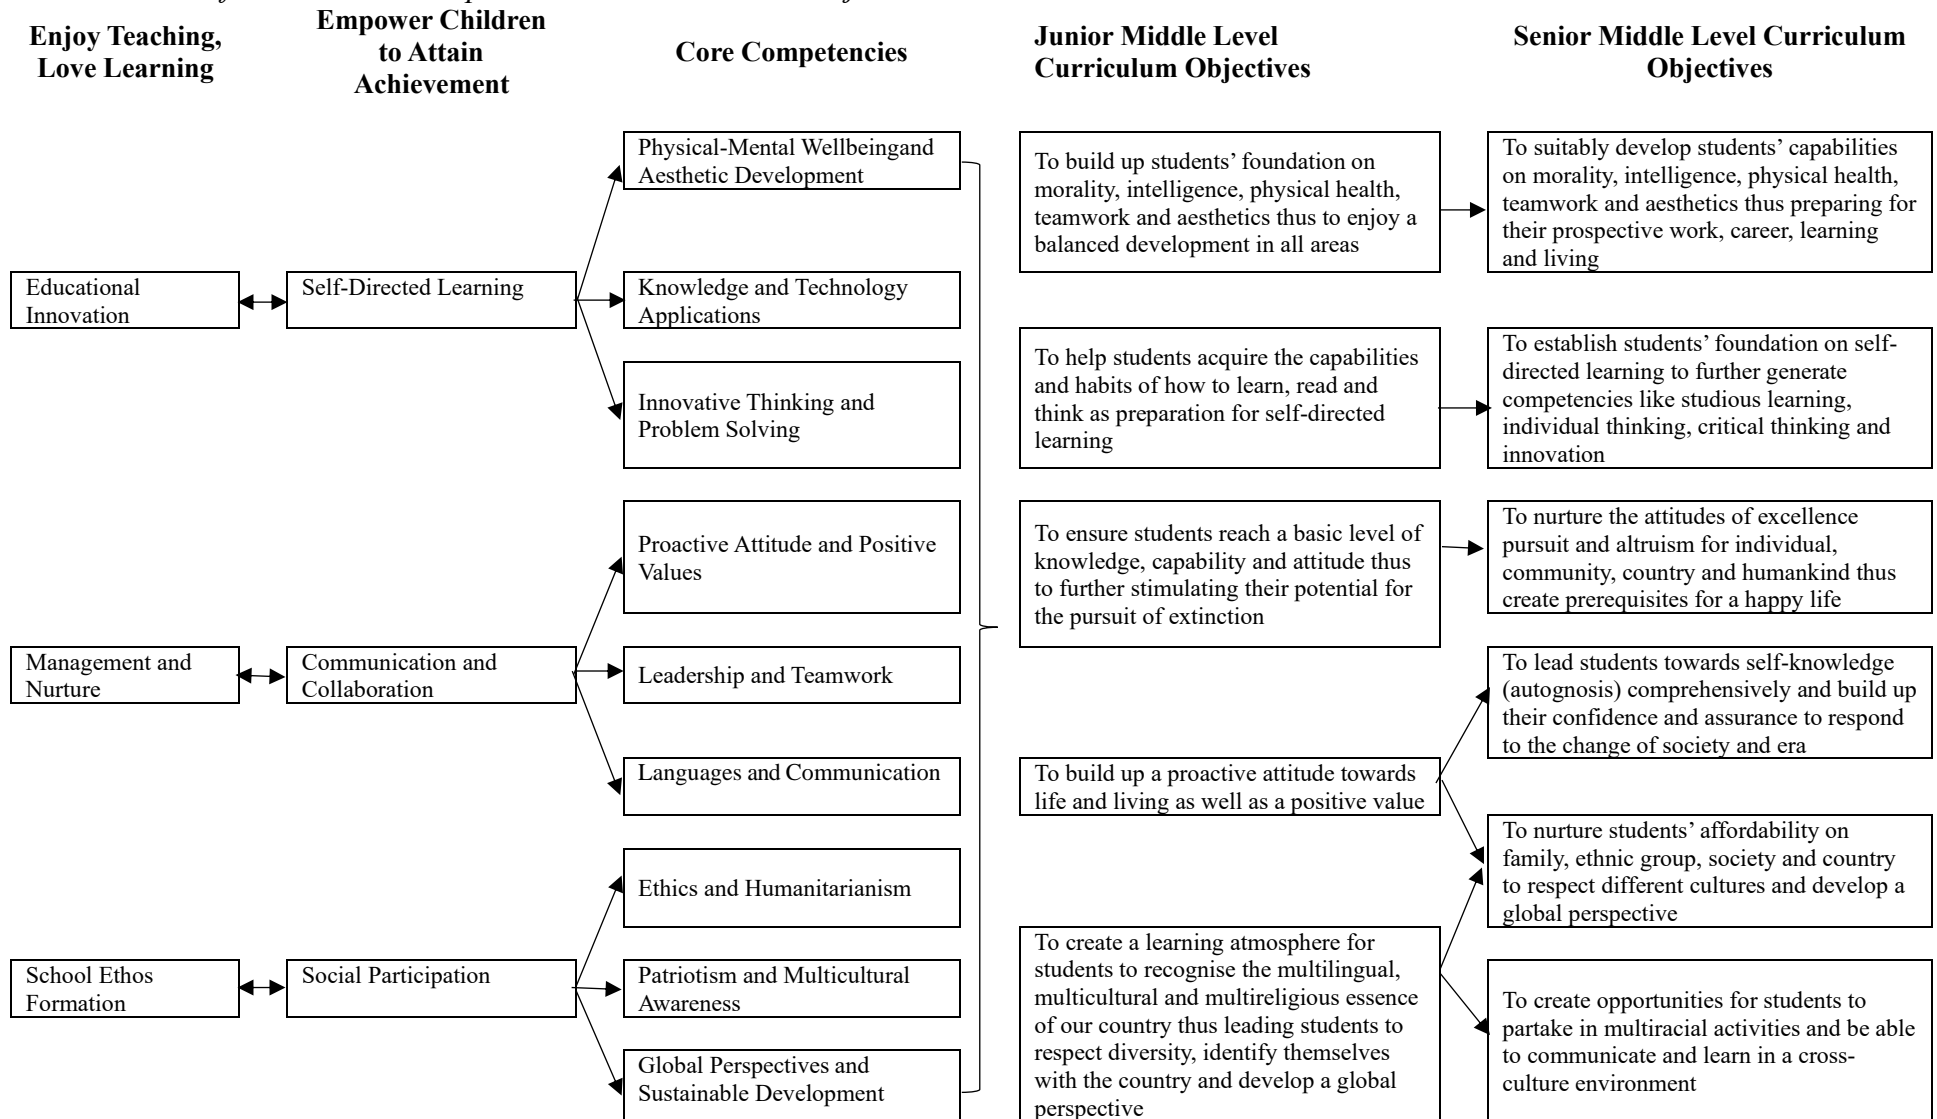 Enjoy Teaching,
Love Learning
Empower Children
to Attain
Achievement
Core Competencies
Junior Middle Level
Curriculum Objectives
Senior Middle Level Curriculum
Objectives
Educational
Innovation
Self-Directed Learning
Physical-Mental Wellbeingand
Aesthetic Development
Knowledge and Technology
Applications
Innovative Thinking and
Problem Solving
Management and
Nurture
Communication and
Collaboration
Proactive Attitude and Positive
Values
Leadership and Teamwork
Languages and Communication
School Ethos
Formation
Social Participation
Ethics and Humanitarianism
Patriotism and Multicultural
Awareness
Global Perspectives and
Sustainable Development
To build up students’ foundation on
morality, intelligence, physical health,
teamwork and aesthetics thus to enjoy a
balanced development in all areas
To help students acquire the capabilities
and habits of how to learn, read and
think as preparation for self-directed
learning
To ensure students reach a basic level of
knowledge, capability and attitude thus
to further stimulating their potential for
the pursuit of extinction
To build up a proactive attitude towards
life and living as well as a positive value
To create a learning atmosphere for
students to recognise the multilingual,
multicultural and multireligious essence
of our country thus leading students to
respect diversity, identify themselves
with the country and develop a global
perspective
To suitably develop students’ capabilities
on morality, intelligence, physical health,
teamwork and aesthetics thus preparing for
their prospective work, career, learning
and living
To establish students’ foundation on self-
directed learning to further generate
competencies like studious learning,
individual thinking, critical thinking and
innovation
To nurture the attitudes of excellence
pursuit and altruism for individual,
community, country and humankind thus
create prerequisites for a happy life
To lead students towards self-knowledge
(autognosis) comprehensively and build up
their confidence and assurance to respond
to the change of society and era
To nurture students’ affordability on
family, ethnic group, society and country
to respect different cultures and develop a
global perspective
To create opportunities for students to
partake in multiracial activities and be able
to communicate and learn in a cross-
culture environment